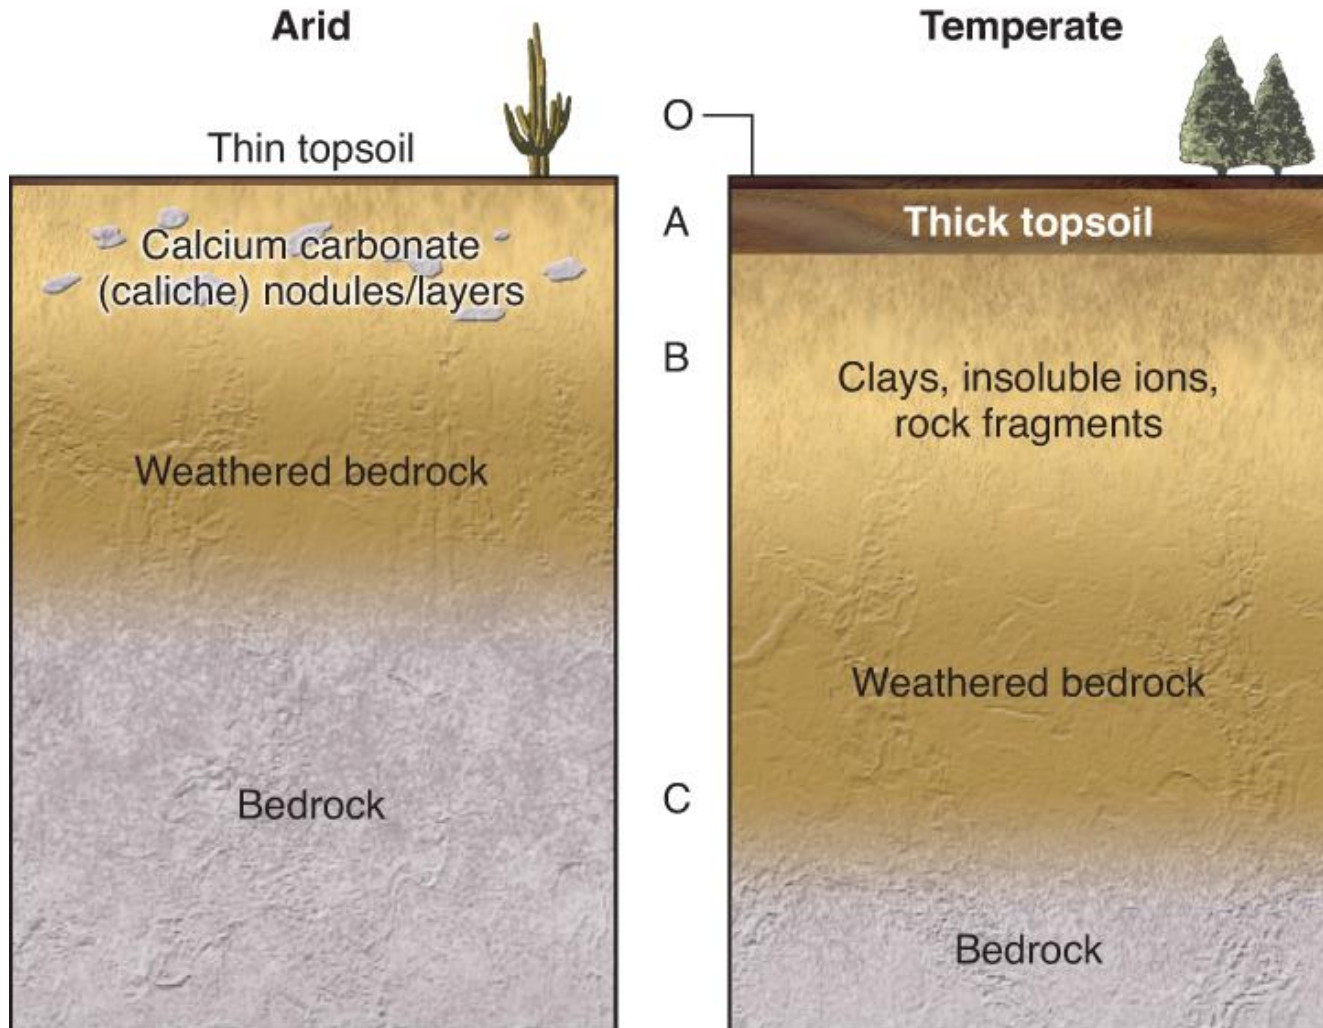 Arid
Thin topsoil
Calcium carbonate
(caliche) nodules/layers
Weathered bedrock
Bedrock
O
A
B
C
Temperate
Thick topsoil
Clays, insoluble ions,
rock fragments
Weathered bedrock
Bedrock